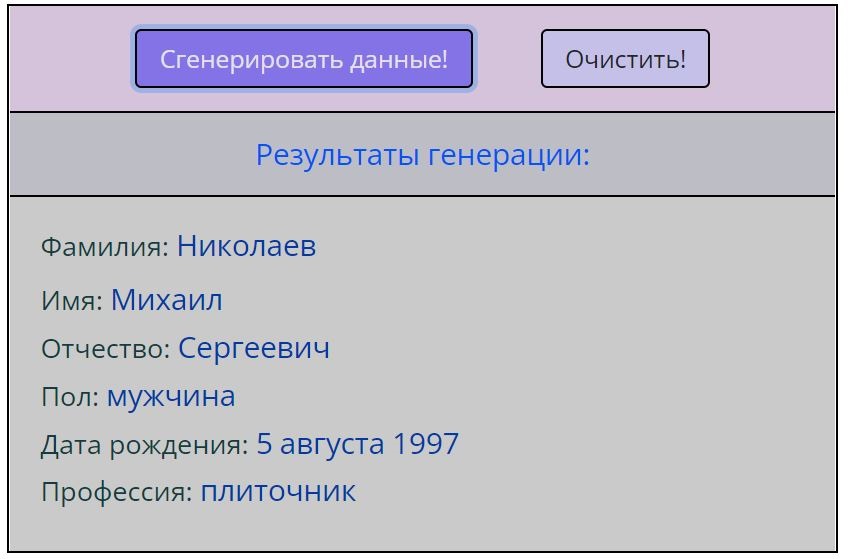 Сгенерировать данные! Очистить!
Результаты генерации:
Фамилия: Николаев
Имя: Михаил
Отчество: Сергеевич
Пол: мужчина
Дата рождения: 5 августа 1997
Профессия: плиточник